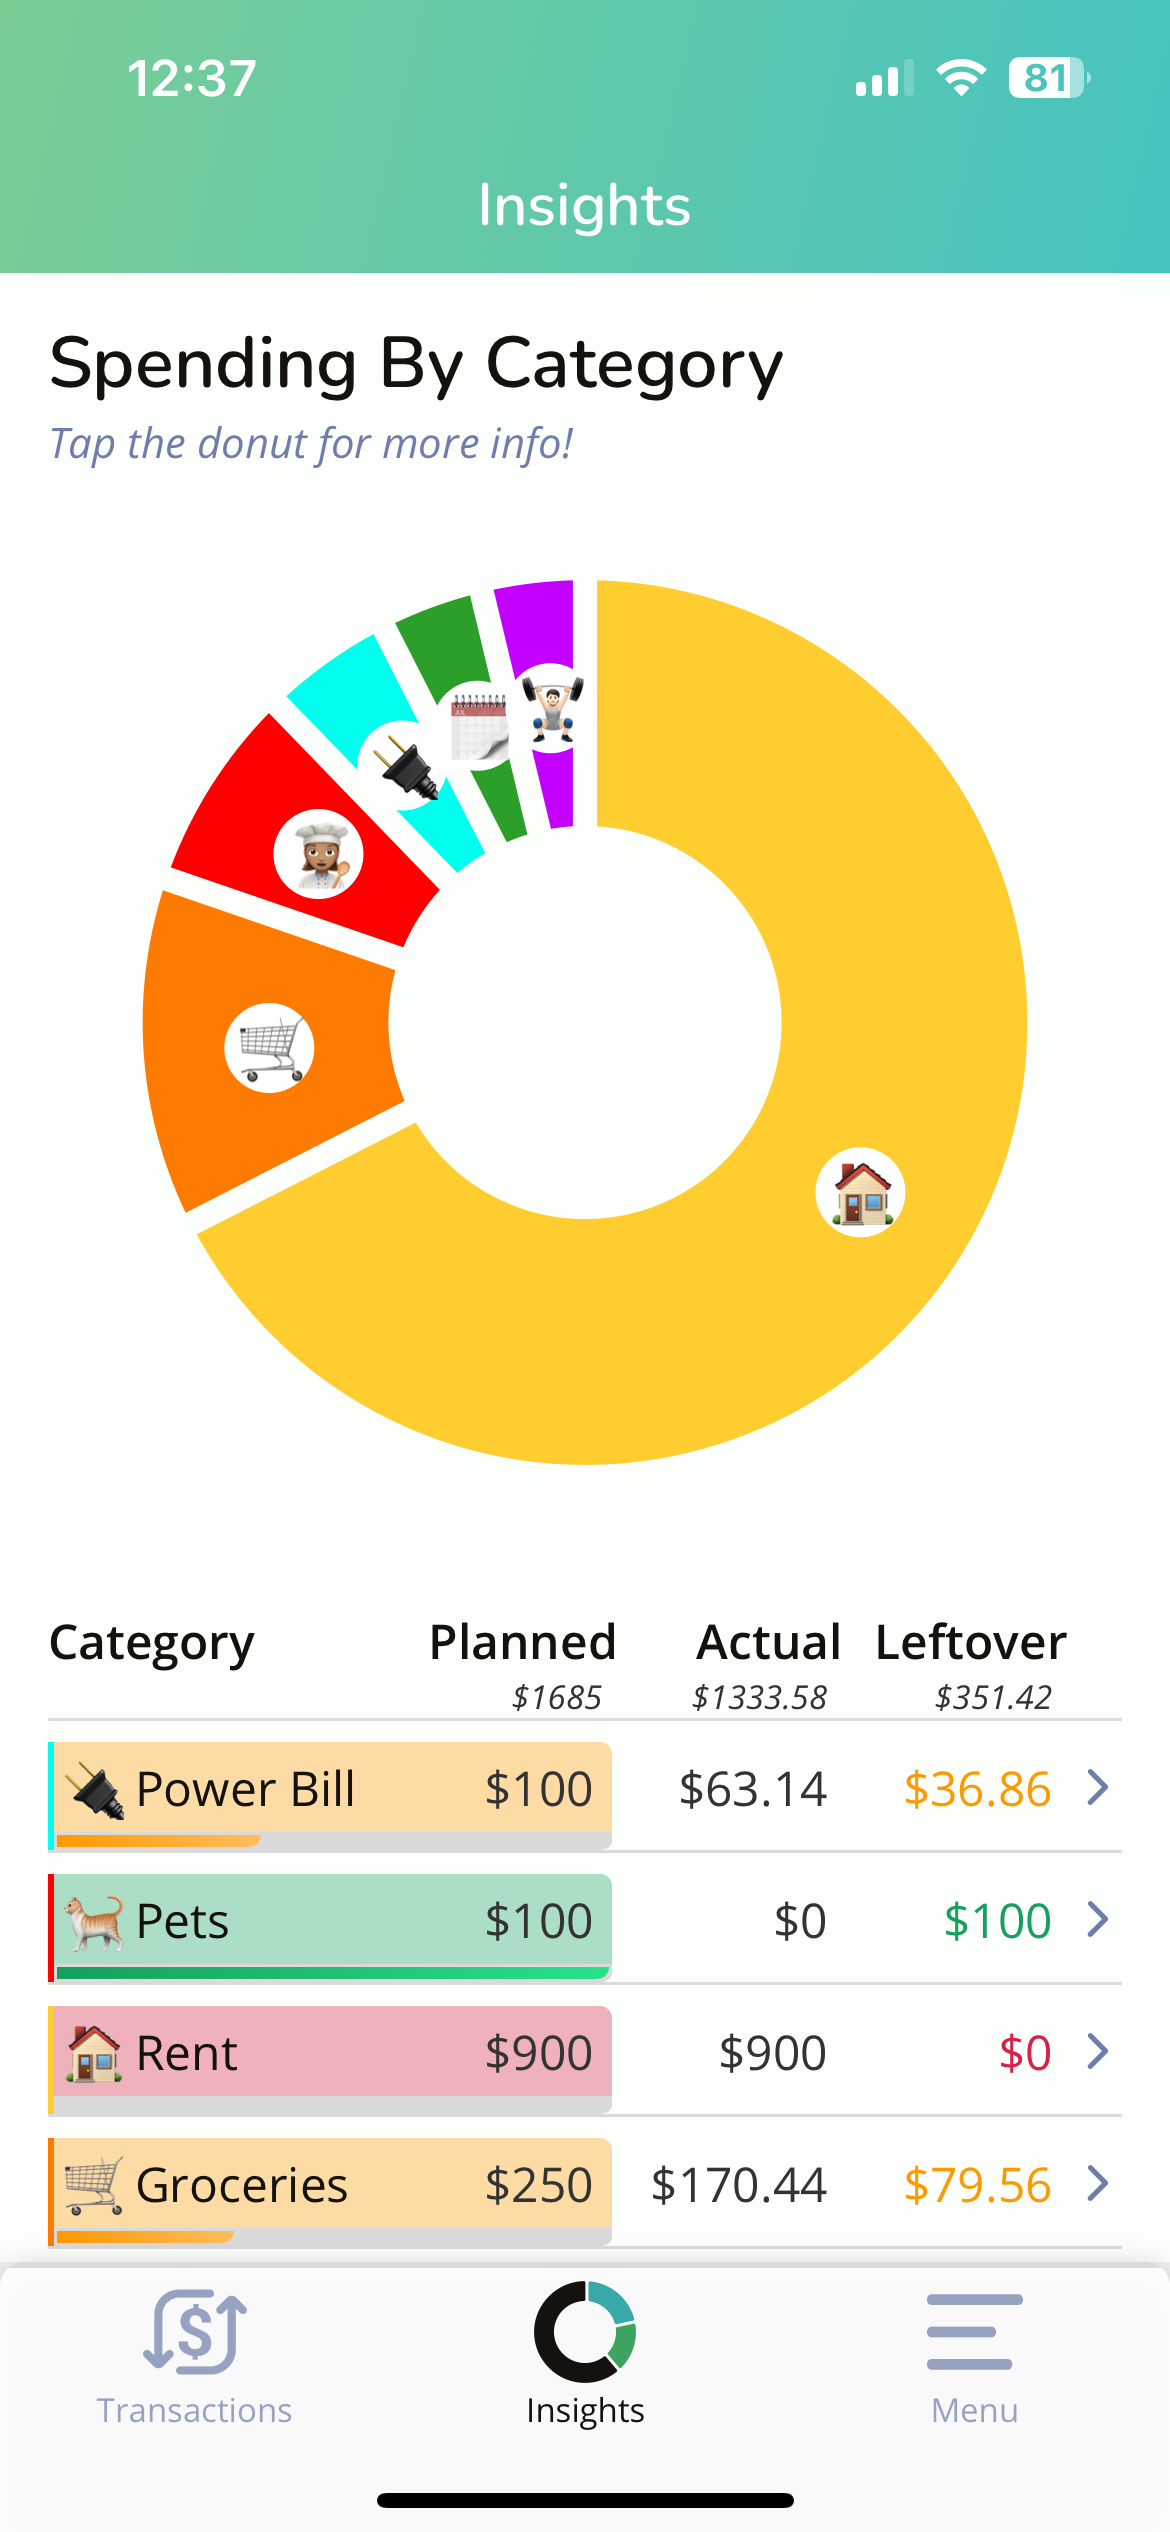 12:37
81
Insights
Spending By Category
Tap the donut for more info!
JUL
Category Planned Actual Leftover
$1685 $1333.58 $351.42
Power Bill $100 $63.14 $36.86
Pets $100 $0 $100
Rent $900 $900 $0
Groceries $250 $170.44 $79.56
$
Transactions Insights Menu